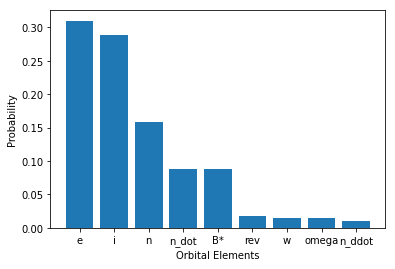 0.30
0.25
0.20
0.15
0.10
0.05
0.00
Probability
e i n n_dot B* rev w omega n_ddot
Orbital Elements